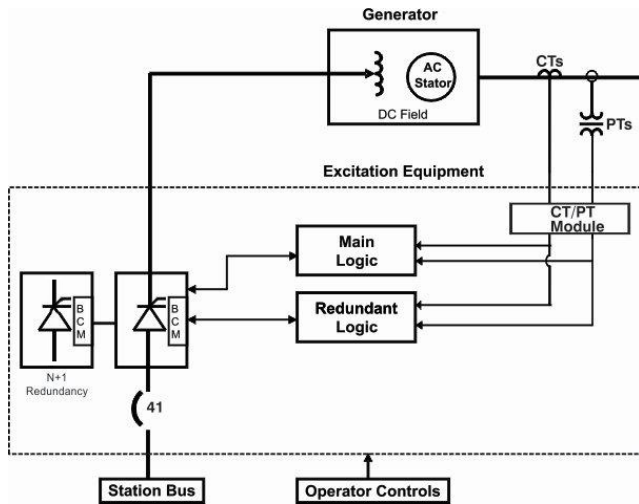 Generator
AC
Stator
DC Field
CTs
PTs
Excitation Equipment
CT/PT
Module
Main
Logic
Redundant
Logic
B
C
M
B
C
M
N+1
Redundancy
41
Station Bus
Operator Controls